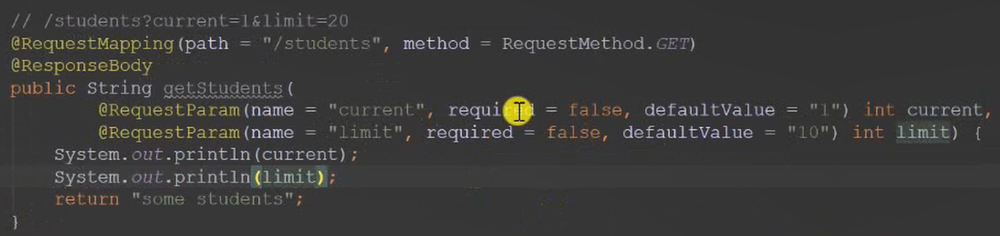 // /students?current=1&limit=20
@RequestMapping(path = "/students", method = RequestMethod.GET)
@ResponseBody
public String getStudents(
        @RequestParam(name = "current", required = false, defaultValue = "1") int current,
        @RequestParam(name = "limit", required = false, defaultValue = "10") int limit) {
    System.out.println(current);
    System.out.println(limit);
    return "some students";
}